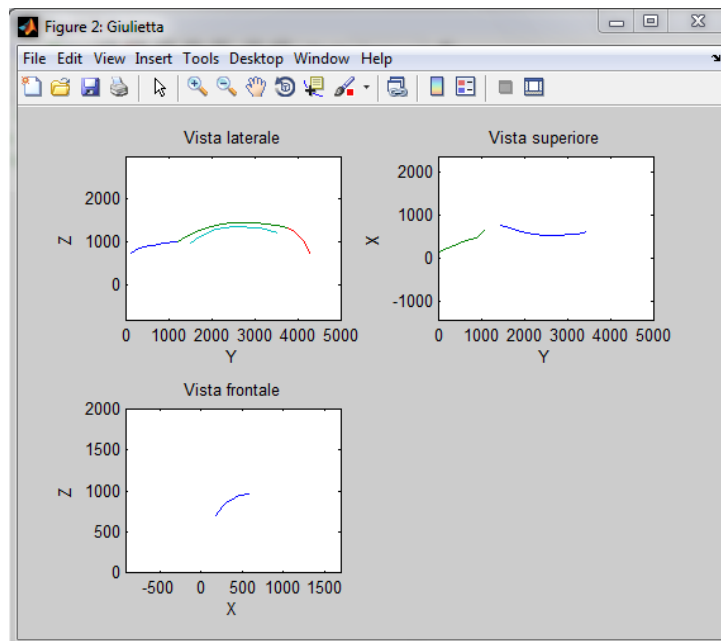 Figure 2: Giulietta
File Edit View Insert Tools Desktop Window Help
Vista laterale
2000
1000
0
Z
0 1000 2000 3000 4000 5000
Y
Vista superiore
2000
1000
0
-1000
X
0 1000 2000 3000 4000 5000
Y
Vista frontale
2000
1500
1000
500
0
Z
-500 0 500 1000 1500
X